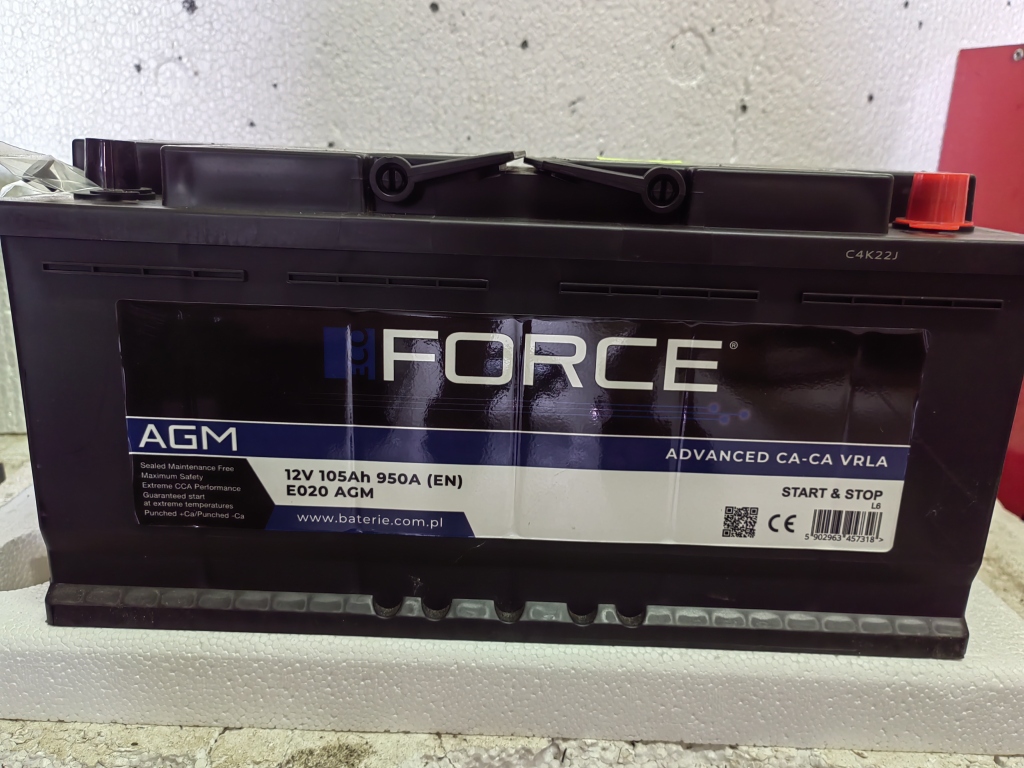 C4K22J
FORCE®
AGM
ADVANCED CA-CA VRLA
Sealed Maintenance Free
Maximum Safety
Extreme CCA Performance
Guaranteed start
at extreme temperatures
Punched +Ca/Punched -Ca
12V 105Ah 950A (EN)
E020 AGM
www.baterie.com.pl
START & STOP
L6
CE
5 902963 457318 >